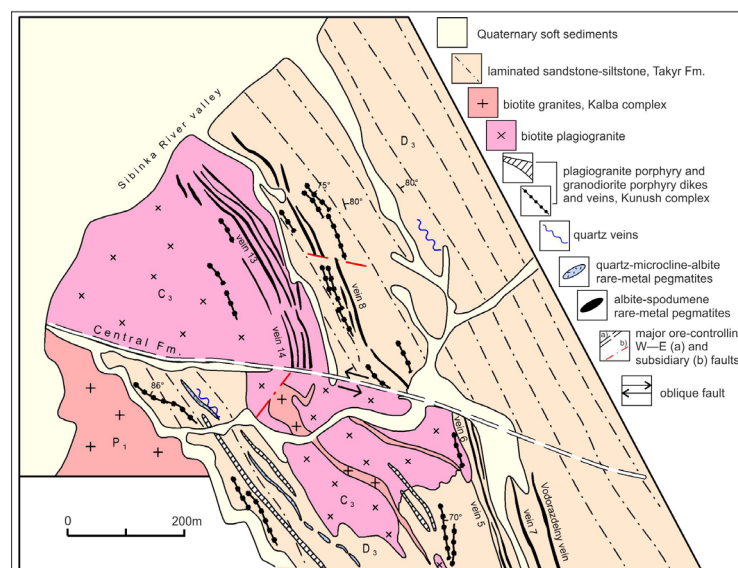 Quaternary soft sediments
laminated sandstone-siltstone, Takyr Fm.
biotite granites, Kalba complex
biotite plagiogranite
plagiogranite porphyry and
granodiorite porphyry dikes
and veins, Kunush complex
quartz veins
quartz-microcline-albite
rare-metal pegmatites
albite-spodumene
rare-metal pegmatites
a)
b)
major ore-controlling
W—E (a) and
subsidiary (b) faults
oblique fault
Sibinka River valley
D3
80°
75°
80°
vein 13
vein 8
C3
Central Fm.
vein 14
86°
P1
vein 6
C3
D3
70°
vein 5
vein 7
Vodorazdelny vein
0 200m